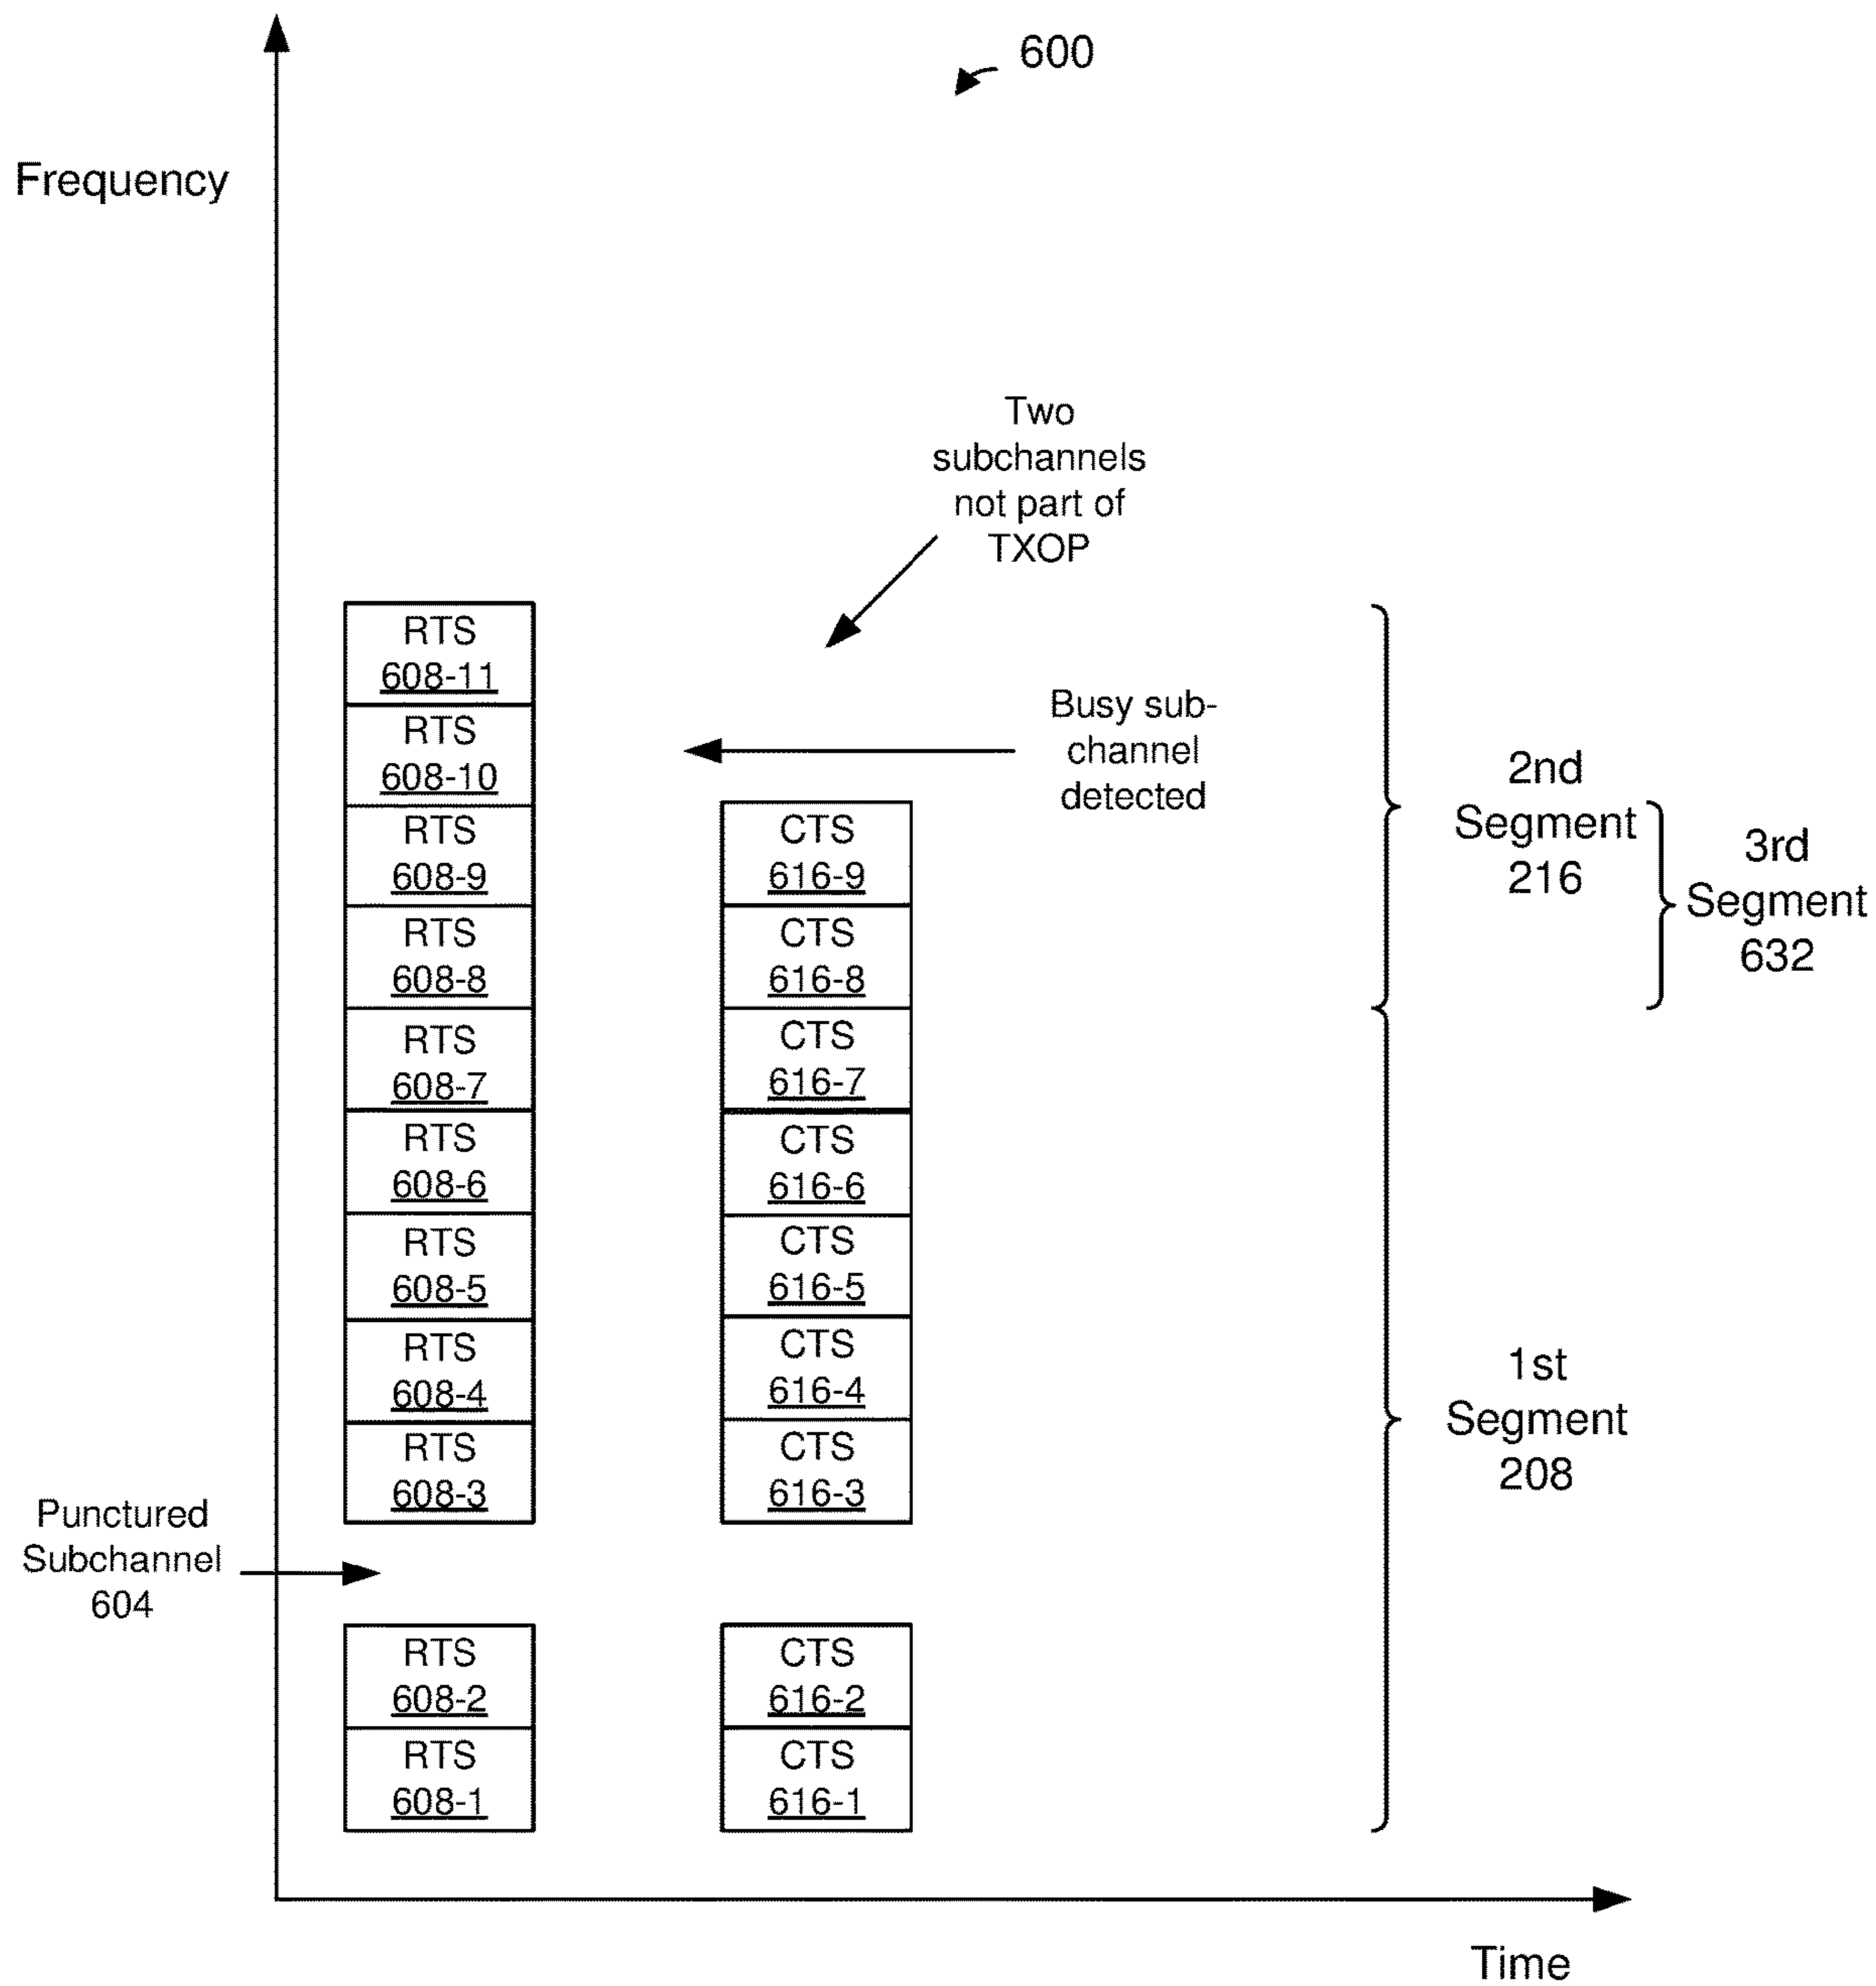 600
Frequency
Two
subchannels
not part of
TXOP
RTS
608-11
RTS
608-10
RTS
608-9
RTS
608-8
RTS
608-7
RTS
608-6
RTS
608-5
RTS
608-4
RTS
608-3
RTS
608-2
RTS
608-1
Busy sub-
channel
detected
CTS
616-9
CTS
616-8
CTS
616-7
CTS
616-6
CTS
616-5
CTS
616-4
CTS
616-3
CTS
616-2
CTS
616-1
2nd
Segment
216
3rd
Segment
632
1st
Segment
208
Punctured
Subchannel
604
Time